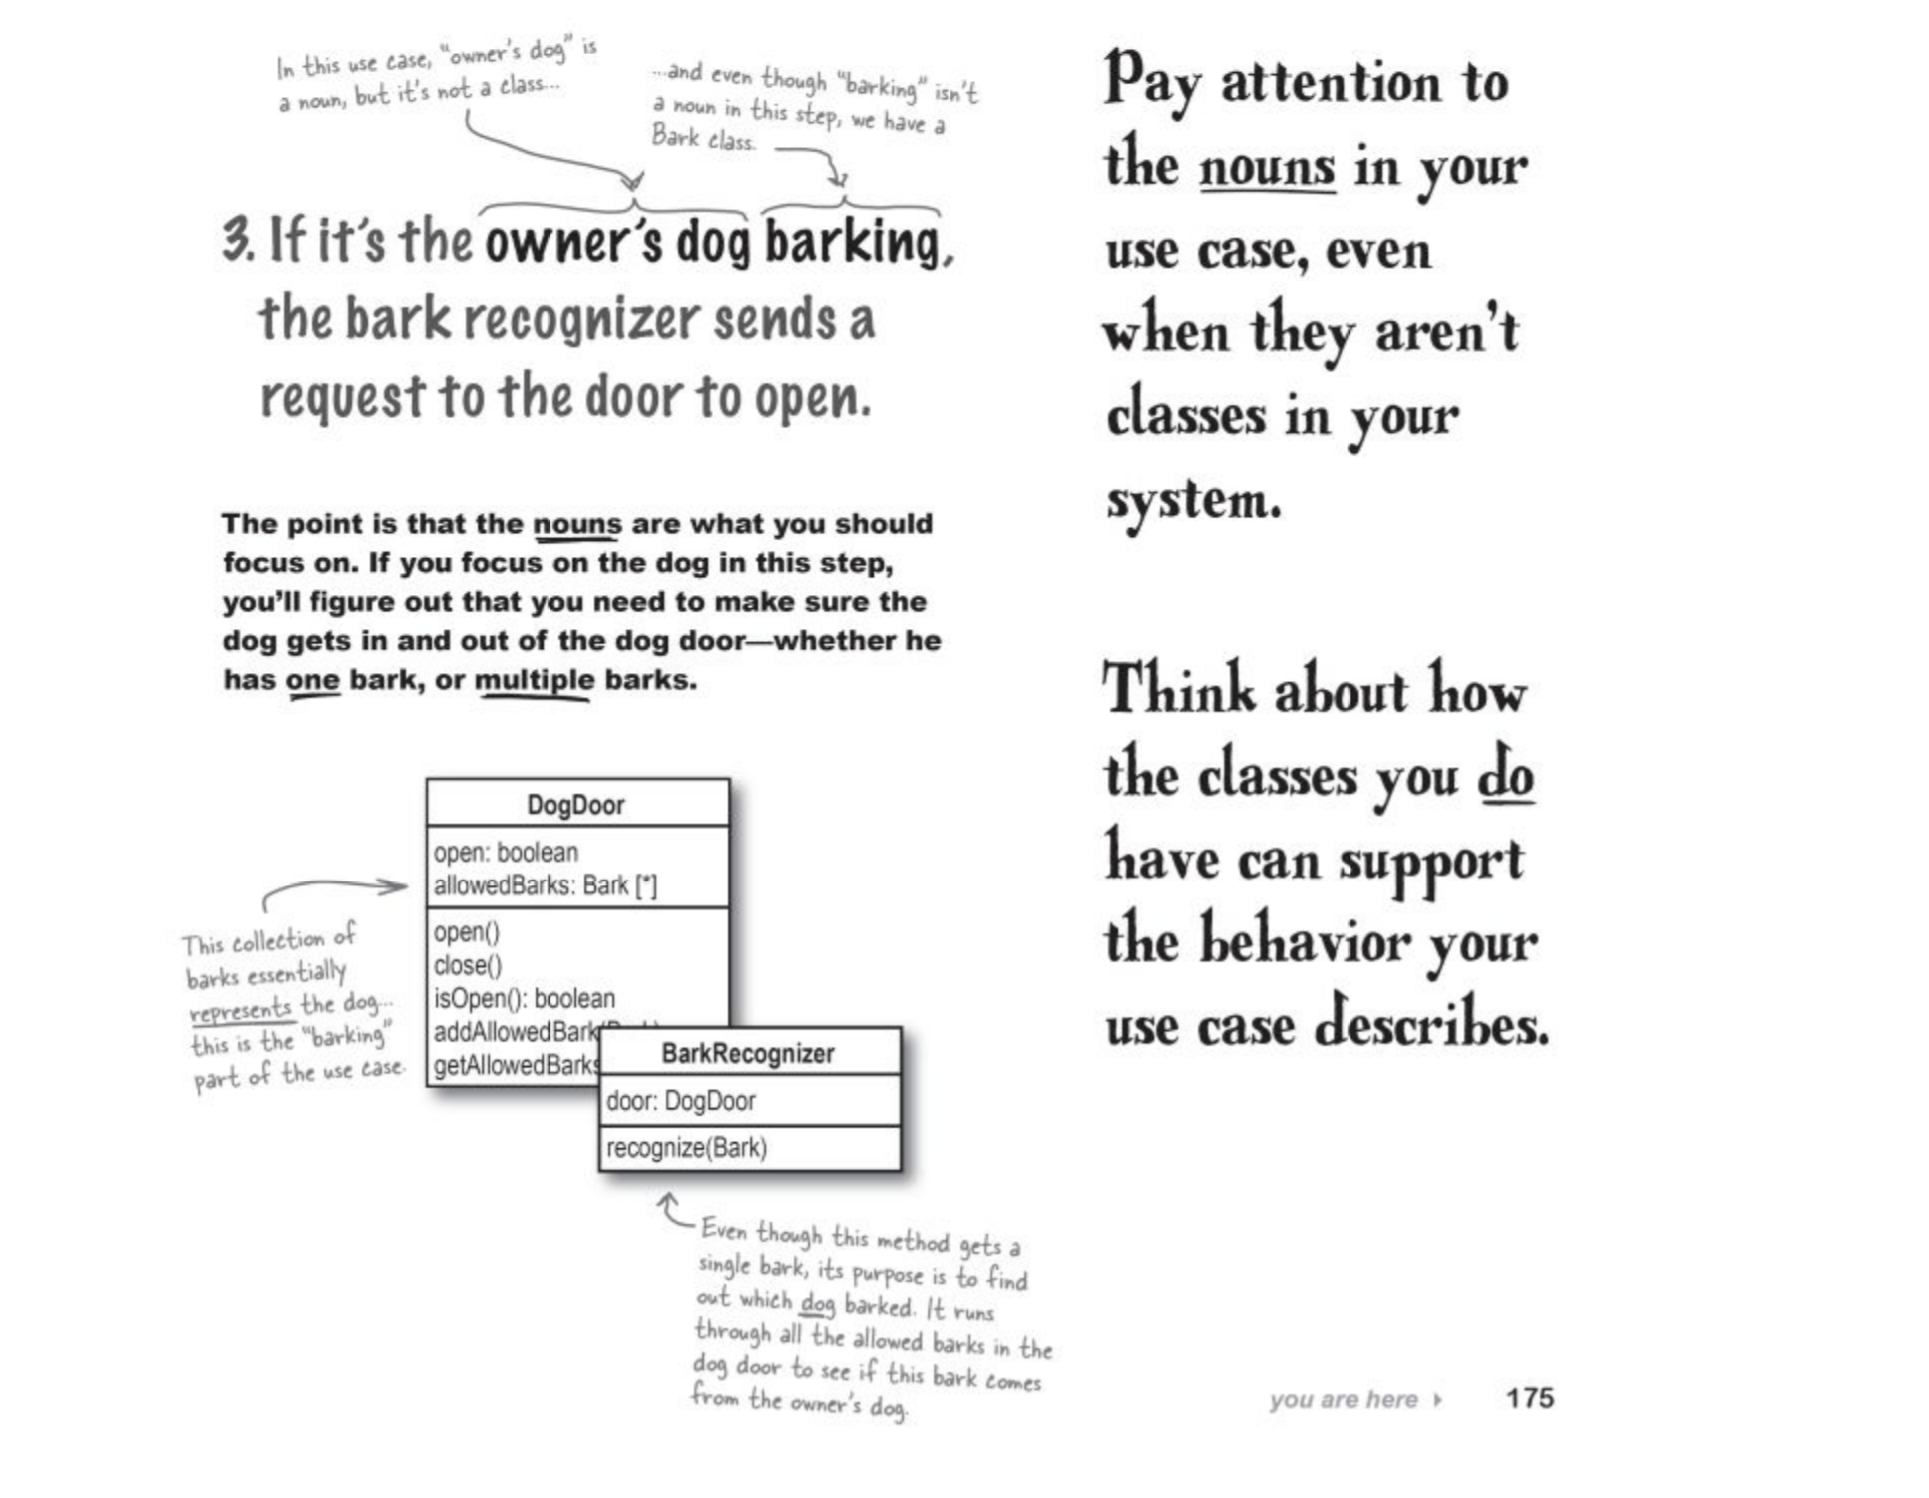 In this use case, "owner's dog" is
a noun, but it's not a class...
...and even though "barking" isn't
a noun in this step, we have a
Bark class.
3. If it's the owner's dog barking,
the bark recognizer sends a
request to the door to open.
The point is that the nouns are what you should
focus on. If you focus on the dog in this step,
you'll figure out that you need to make sure the
dog gets in and out of the dog door—whether he
has one bark, or multiple barks.
DogDoor
open: boolean
allowedBarks: Bark [*]
open()
close()
isOpen(): boolean
addAllowedBark
getAllowedBarks
This collection of
barks essentially
represents the dog...
this is the "barking"
part of the use case.
BarkRecognizer
door: DogDoor
recognize(Bark)
Even though this method gets a
single bark, its purpose is to find
out which dog barked. It runs
through all the allowed barks in the
dog door to see if this bark comes
from the owner's dog.
Pay attention to
the nouns in your
use case, even
when they aren't
classes in your
system.
Think about how
the classes you do
have can support
the behavior your
use case describes.
you are here ▸ 175